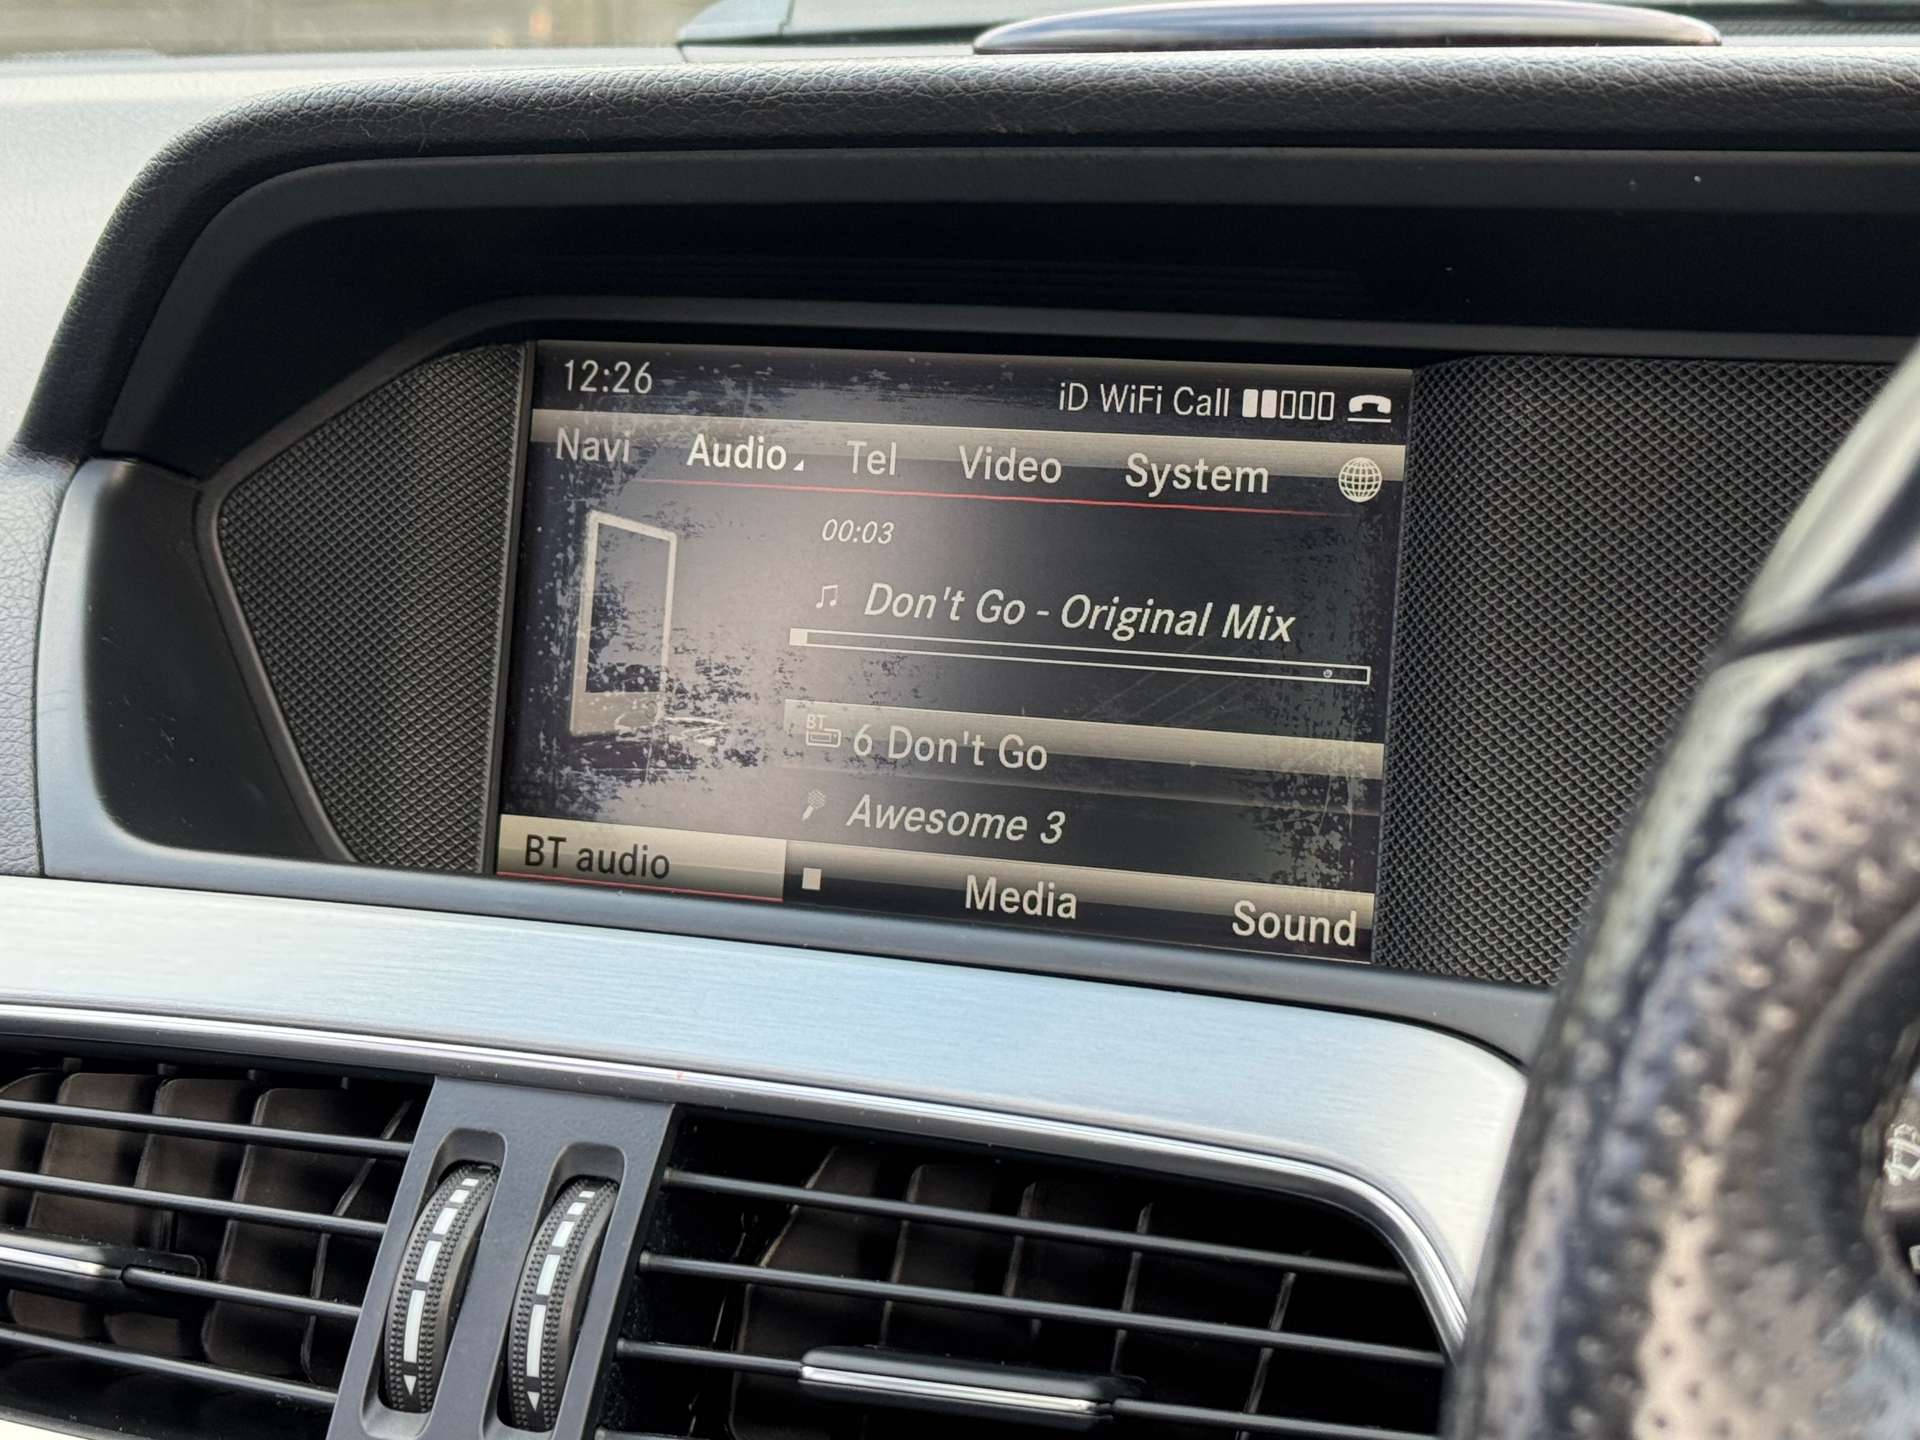 12:26
iD WiFi Call
Navi Audio Tel Video System
00:03
Don't Go - Original Mix
BT 6 Don't Go
Awesome 3
BT audio Media Sound